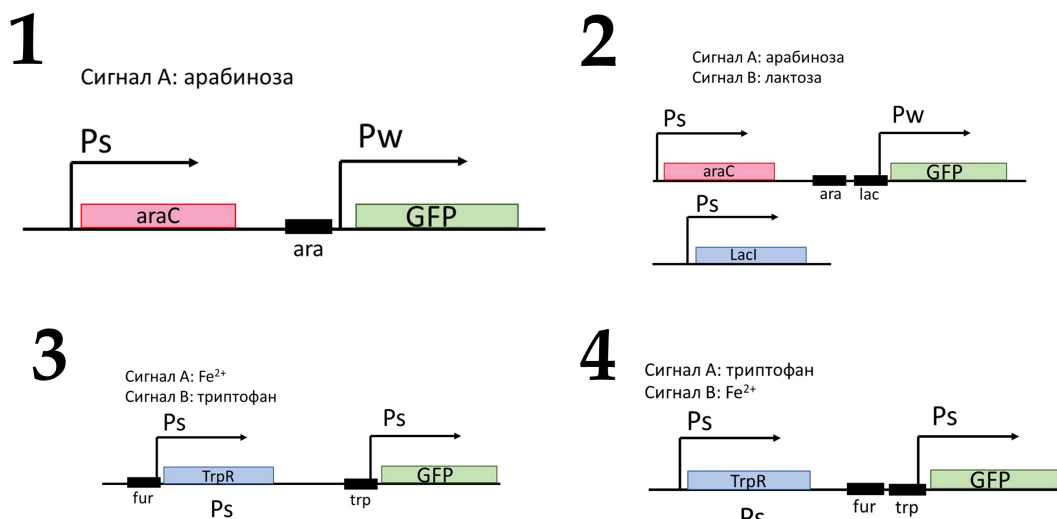 1
Сигнал А: арабиноза
Ps
Pw
araC
GFP
ara
2
Сигнал А: арабиноза
Сигнал В: лактоза
Ps
Pw
araC
GFP
ara
lac
Ps
LacI
3
Сигнал А: Fe²⁺
Сигнал В: триптофан
Ps
Ps
TrpR
GFP
fur
trp
Ps
4
Сигнал А: триптофан
Сигнал В: Fe²⁺
Ps
Ps
TrpR
GFP
fur
trp
Ps